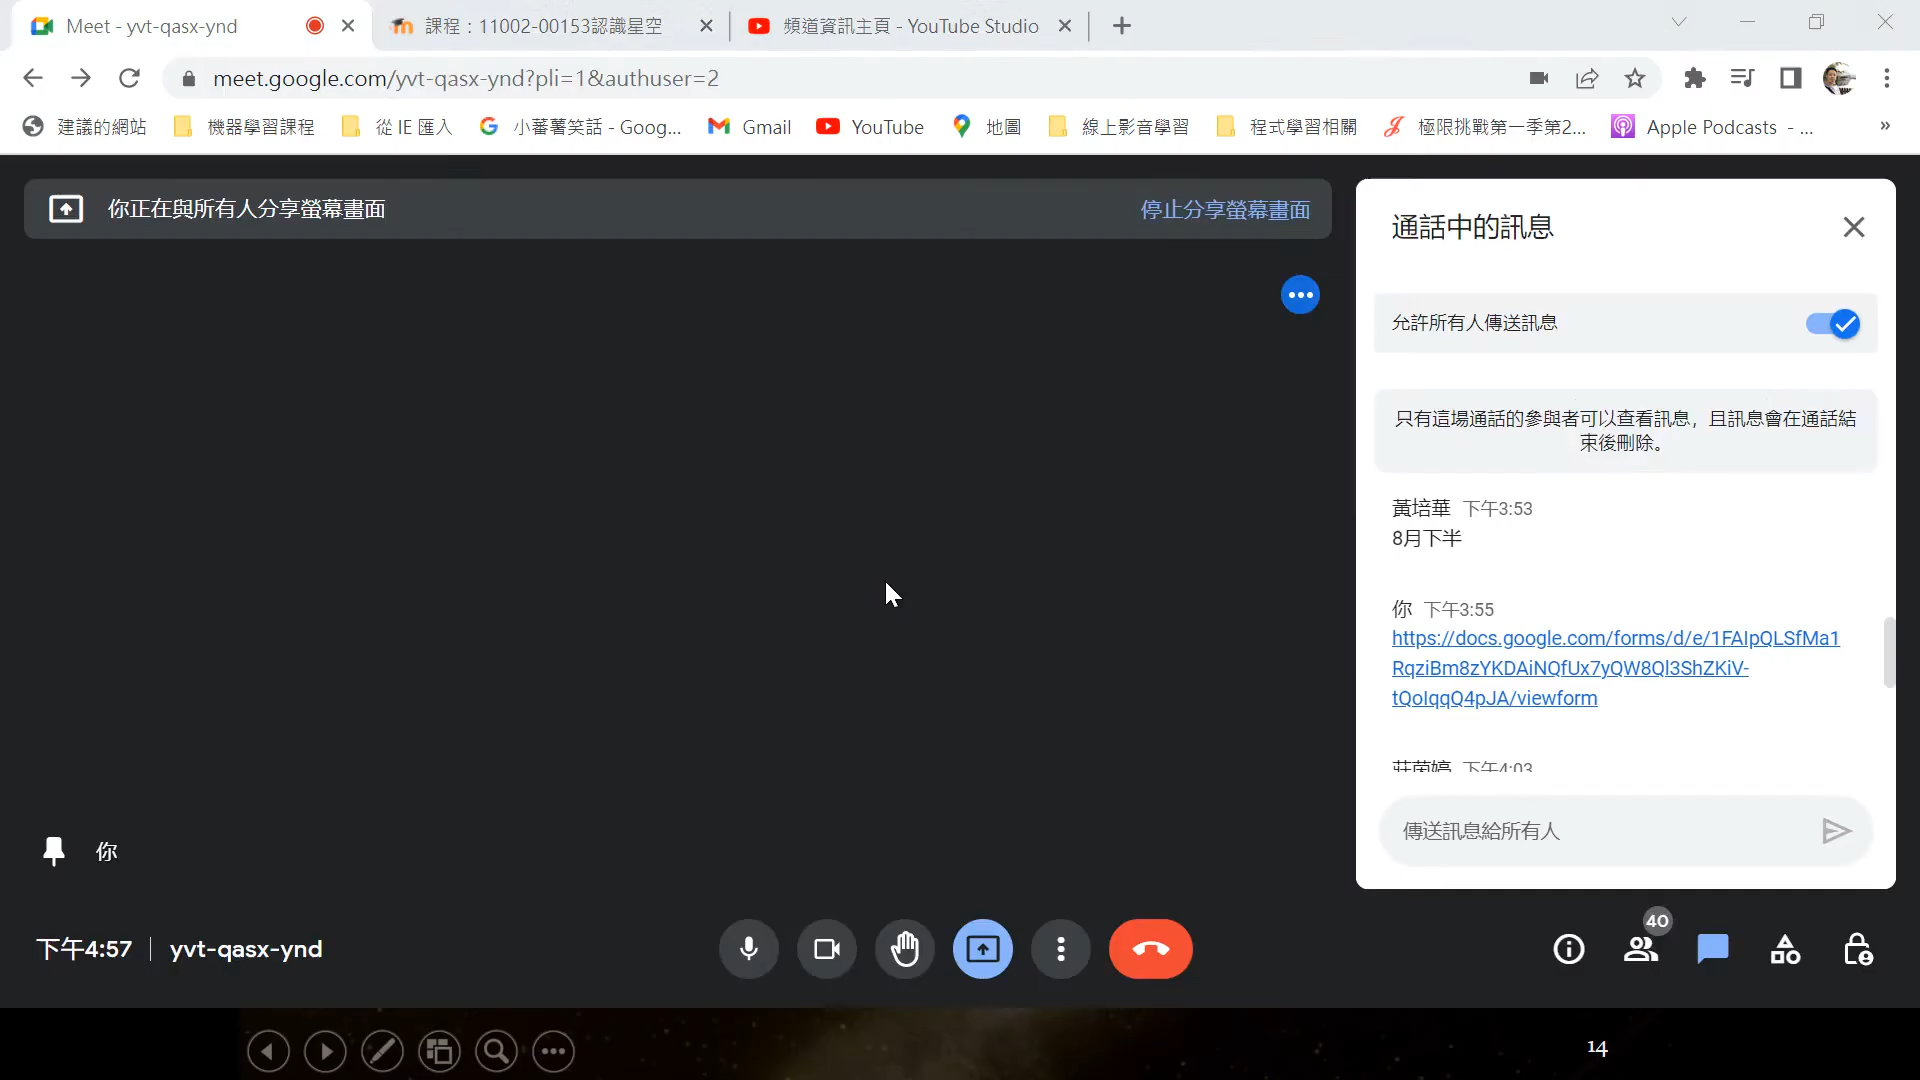 Meet - yvt-qasx-ynd
課程：11002-00153認識星空
頻道資訊主頁 - YouTube Studio
meet.google.com/yvt-qasx-ynd?pli=1&authuser=2
建議的網站
機器學習課程
從 IE 匯入
小蕃薯笑話 - Goog...
Gmail
YouTube
地圖
線上影音學習
程式學習相關
極限挑戰第一季第2...
Apple Podcasts - ...
你正在與所有人分享螢幕畫面
停止分享螢幕畫面
通話中的訊息
允許所有人傳送訊息
只有這場通話的參與者可以查看訊息，且訊息會在通話結
束後刪除。
黃培華 下午3:53
8月下半
你 下午3:55
https://docs.google.com/forms/d/e/1FAIpQLSfMa1
RqziBm8zYKDAiNQfUx7yQW8Ql3ShZKiV-
tQoIqqQ4pJA/viewform
下午4:03
傳送訊息給所有人
你
下午4:57
yvt-qasx-ynd
40
14